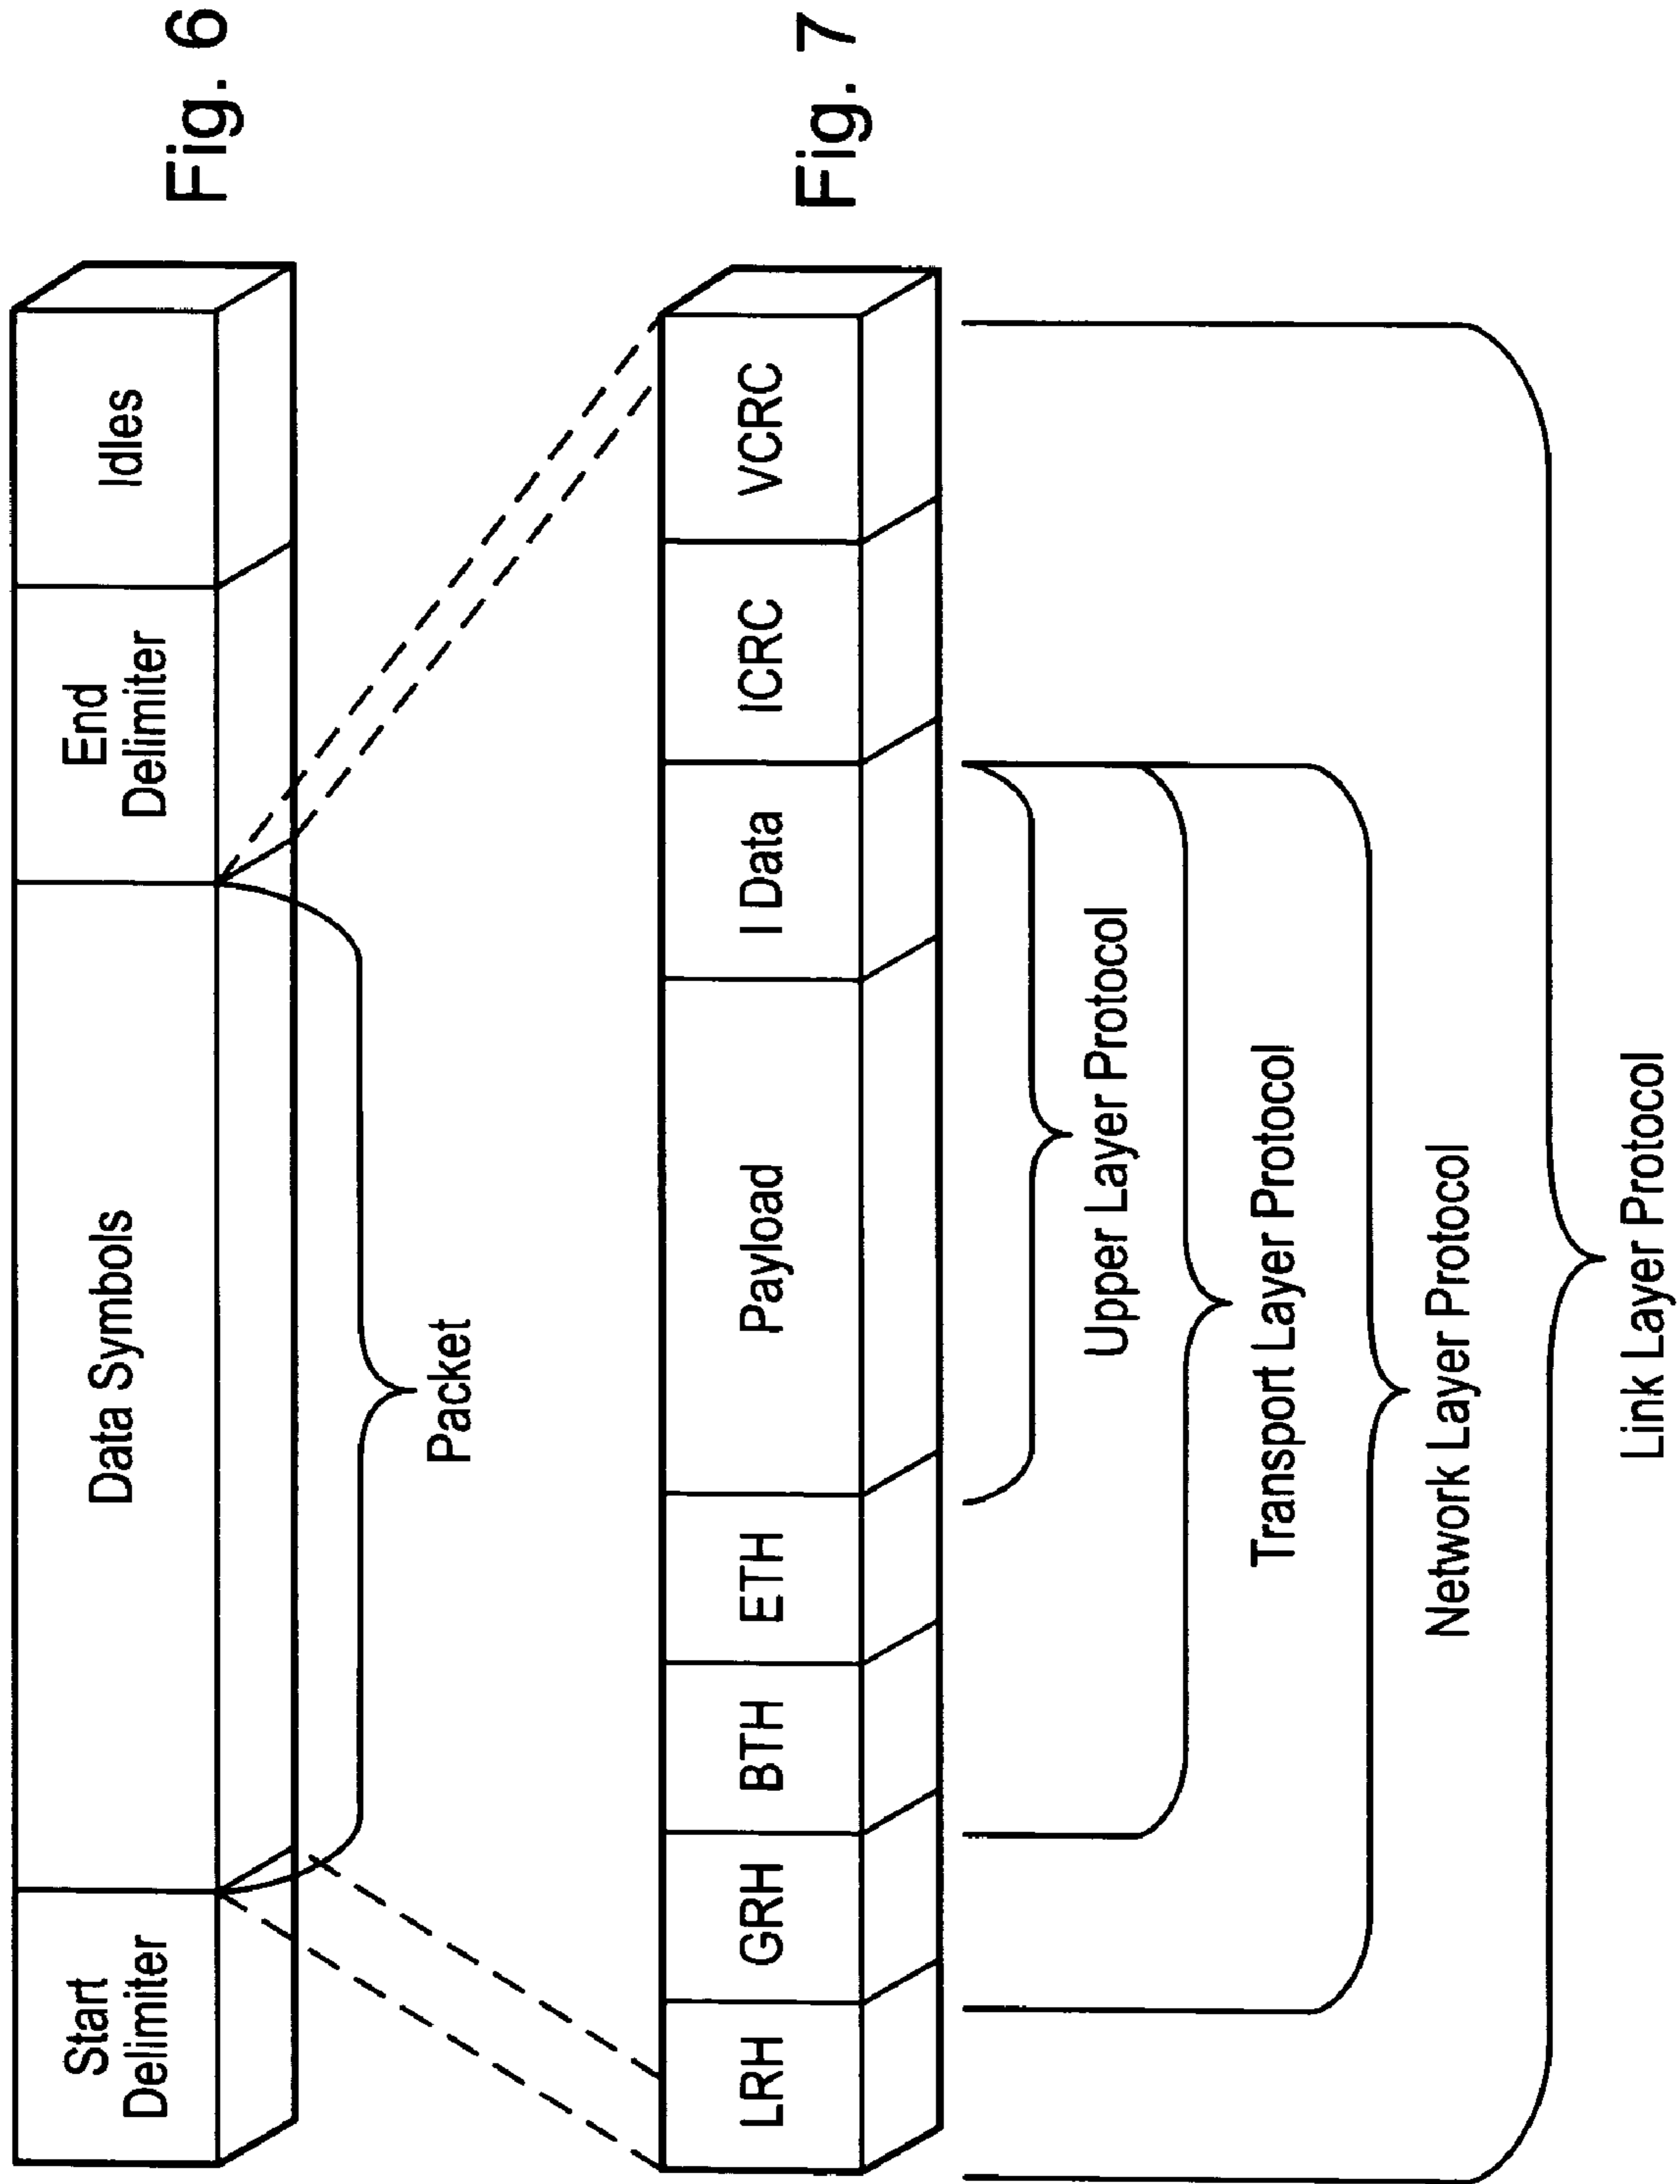 Start
Delimiter
Data Symbols
End
Delimiter
Idles
Packet
Fig. 6
LRH
GRH
BTH
ETH
Payload
I Data
ICRC
VCRC
Fig. 7
Upper Layer Protocol
Transport Layer Protocol
Network Layer Protocol
Link Layer Protocol